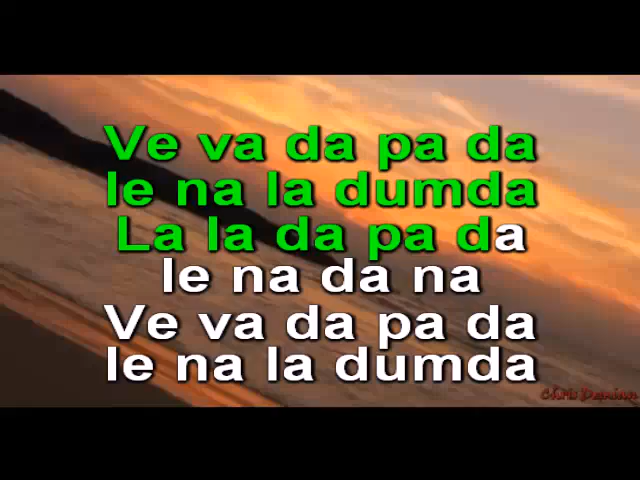 Ve va da pa da
le na la dumda
La la da pa da
le na da na
Ve va da pa da
le na la dumda